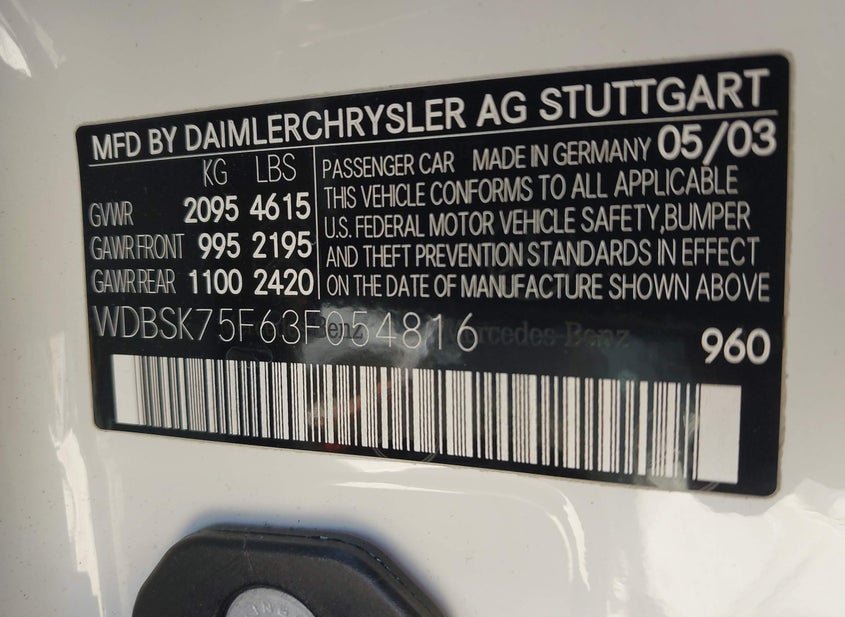 MFD BY DAIMLERCHRYSLER AG STUTTGART
KG LBS
GVWR 2095 4615
GAWR FRONT 995 2195
GAWR REAR 1100 2420
PASSENGER CAR MADE IN GERMANY 05/03
THIS VEHICLE CONFORMS TO ALL APPLICABLE
U.S. FEDERAL MOTOR VEHICLE SAFETY,BUMPER
AND THEFT PREVENTION STANDARDS IN EFFECT
ON THE DATE OF MANUFACTURE SHOWN ABOVE
WDBSK75F63F054816
Mercedes-Benz
960